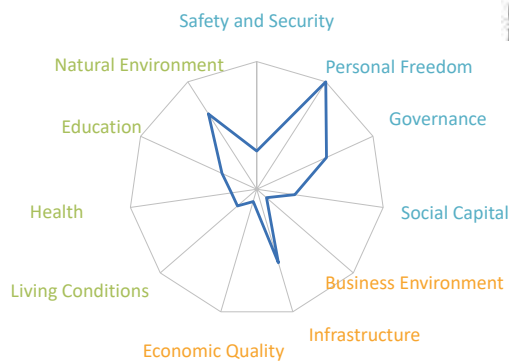 Safety and Security
Natural Environment
Personal Freedom
Education
Governance
Health
Social Capital
Living Conditions
Business Environment
Infrastructure
Economic Quality